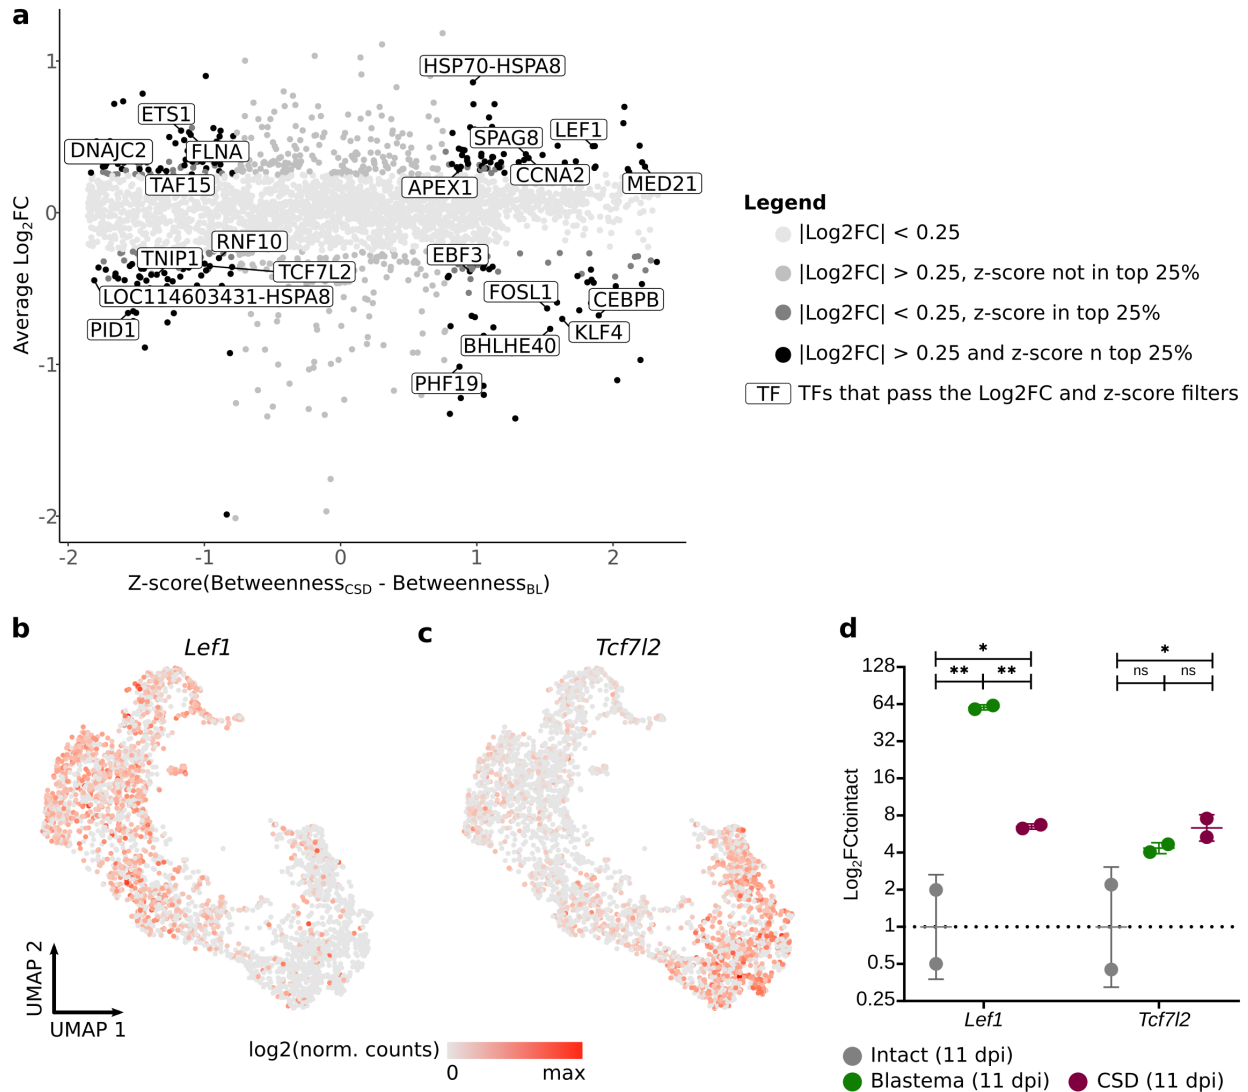 a
HSP70-HSPA8
ETS1
SPAG8
LEF1
DNAJC2
FLNA
CCNA2
TAF15
APEX1
MED21
RNF10
TNIP1
EBF3
TCF7L2
LOC114603431-HSPA8
FOSL1
CEBPB
PID1
KLF4
BHLHE40
PHF19
1
0
-1
-2
Average Log2FC
-2 -1 0 1 2
Z-score(BetweennessCSD - BetweennessBL)
Legend
|Log2FC| < 0.25
|Log2FC| > 0.25, z-score not in top 25%
|Log2FC| < 0.25, z-score in top 25%
|Log2FC| > 0.25 and z-score n top 25%
TF TFs that pass the Log2FC and z-score filters
b
Lef1
UMAP 2
UMAP 1
c
Tcf7l2
log2(norm. counts)
0 max
d
* *
** ** ns ns
128
64
32
16
8
4
2
1
0.5
0.25
Log2FCtointact
Lef1 Tcf7l2
Intact (11 dpi)
Blastema (11 dpi) CSD (11 dpi)